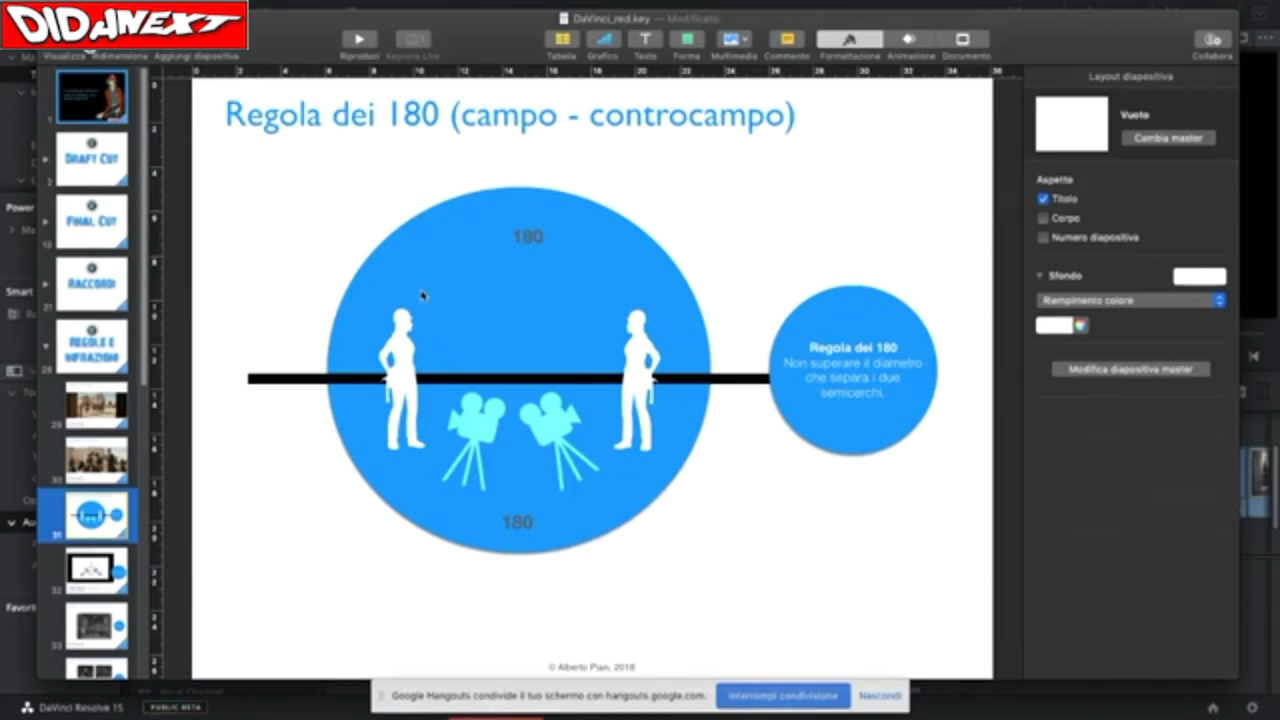 DIDANEXT
DaVinci_red.key — Modificato
Visualizza Ridimensiona Aggiungi diapositiva
Riproduci
Keynote Live
Tabella
Grafico
Testo
Forma
Multimedia
Commento
Formattazione
Animazione
Documento
Collabora
Layout diapositiva
Vuoto
Cambia master
Aspetto
Titolo
Corpo
Numero diapositiva
Sfondo
Riempimento colore
Modifica diapositiva master
DRAFT CUT
FINAL CUT
RACCORDI
REGOLE E
INFRAZIONI
Power
Smart
Favorit
Regola dei 180 (campo - controcampo)
180
180
Regola dei 180
Non superare il diametro
che separa i due
semicerchi.
© Alberto Pian, 2018
Google Hangouts condivide il tuo schermo con hangouts.google.com.
Interrompi condivisione
Nascondi
DaVinci Resolve 15
PUBLIC BETA